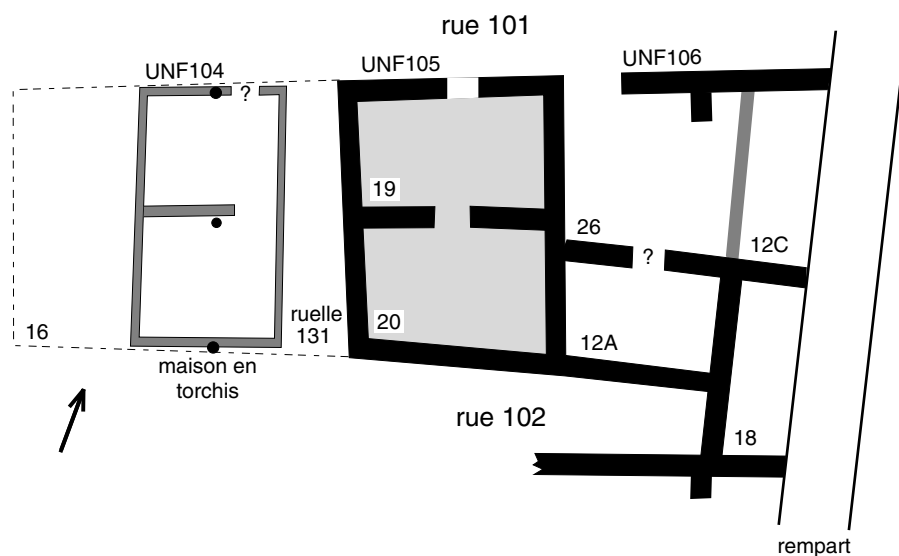 rue 101
UNF104
UNF105
UNF106
?
19
26
?
12C
16
ruelle
131
20
12A
maison en
torchis
rue 102
18
rempart